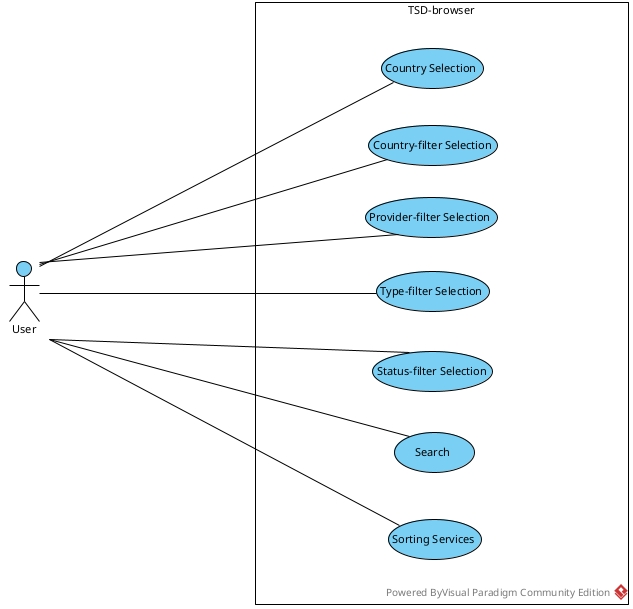 TSD-browser
Country Selection
Country-filter Selection
Provider-filter Selection
Type-filter Selection
User
Status-filter Selection
Search
Sorting Services
Powered ByVisual Paradigm Community Edition